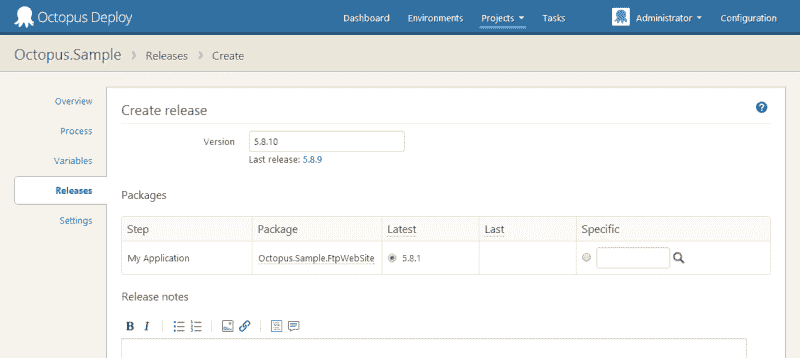 Octopus Deploy Dashboard Environments Projects Tasks Administrator Configuration
Octopus.Sample Releases Create
Overview
Process
Variables
Releases
Settings
Create release
Version 5.8.10
Last release: 5.8.9
Packages
Step Package Latest Last Specific
My Application Octopus.Sample.FtpWebSite 5.8.1
Release notes
B I